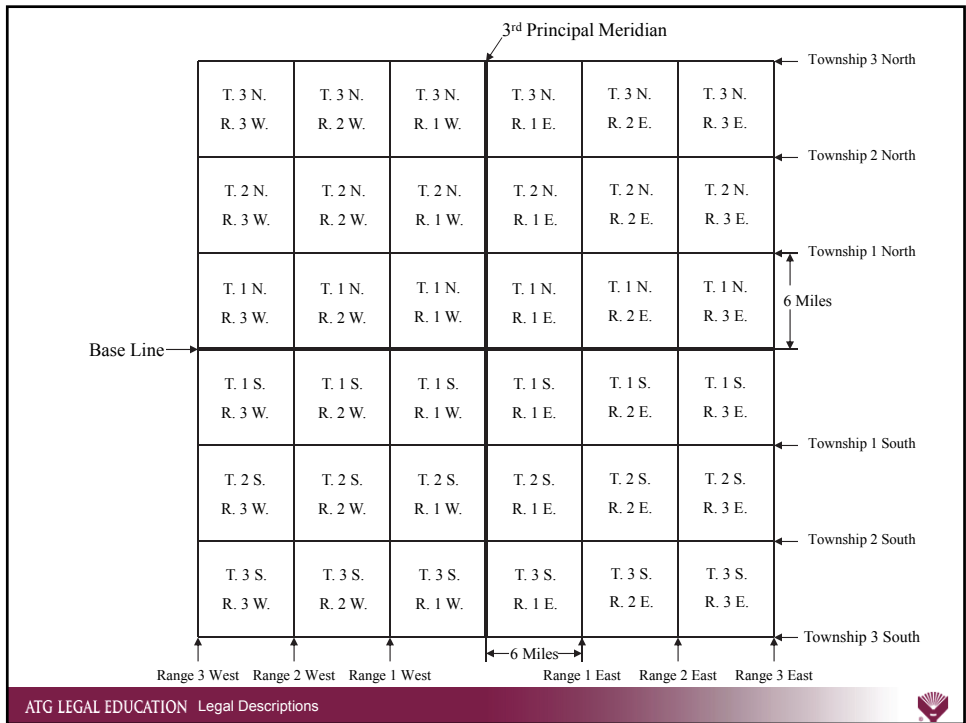 3rd Principal Meridian
Township 3 North
T. 3 N. T. 3 N. T. 3 N. T. 3 N. T. 3 N. T. 3 N.
R. 3 W. R. 2 W. R. 1 W. R. 1 E. R. 2 E. R. 3 E.
Township 2 North
T. 2 N. T. 2 N. T. 2 N. T. 2 N. T. 2 N. T. 2 N.
R. 3 W. R. 2 W. R. 1 W. R. 1 E. R. 2 E. R. 3 E.
Township 1 North
T. 1 N. T. 1 N. T. 1 N. T. 1 N. T. 1 N. T. 1 N.
R. 3 W. R. 2 W. R. 1 W. R. 1 E. R. 2 E. R. 3 E.
6 Miles
Base Line
T. 1 S. T. 1 S. T. 1 S. T. 1 S. T. 1 S. T. 1 S.
R. 3 W. R. 2 W. R. 1 W. R. 1 E. R. 2 E. R. 3 E.
Township 1 South
T. 2 S. T. 2 S. T. 2 S. T. 2 S. T. 2 S. T. 2 S.
R. 3 W. R. 2 W. R. 1 W. R. 1 E. R. 2 E. R. 3 E.
Township 2 South
T. 3 S. T. 3 S. T. 3 S. T. 3 S. T. 3 S. T. 3 S.
R. 3 W. R. 2 W. R. 1 W. R. 1 E. R. 2 E. R. 3 E.
Township 3 South
6 Miles
Range 3 West Range 2 West Range 1 West Range 1 East Range 2 East Range 3 East
ATG LEGAL EDUCATION Legal Descriptions
®